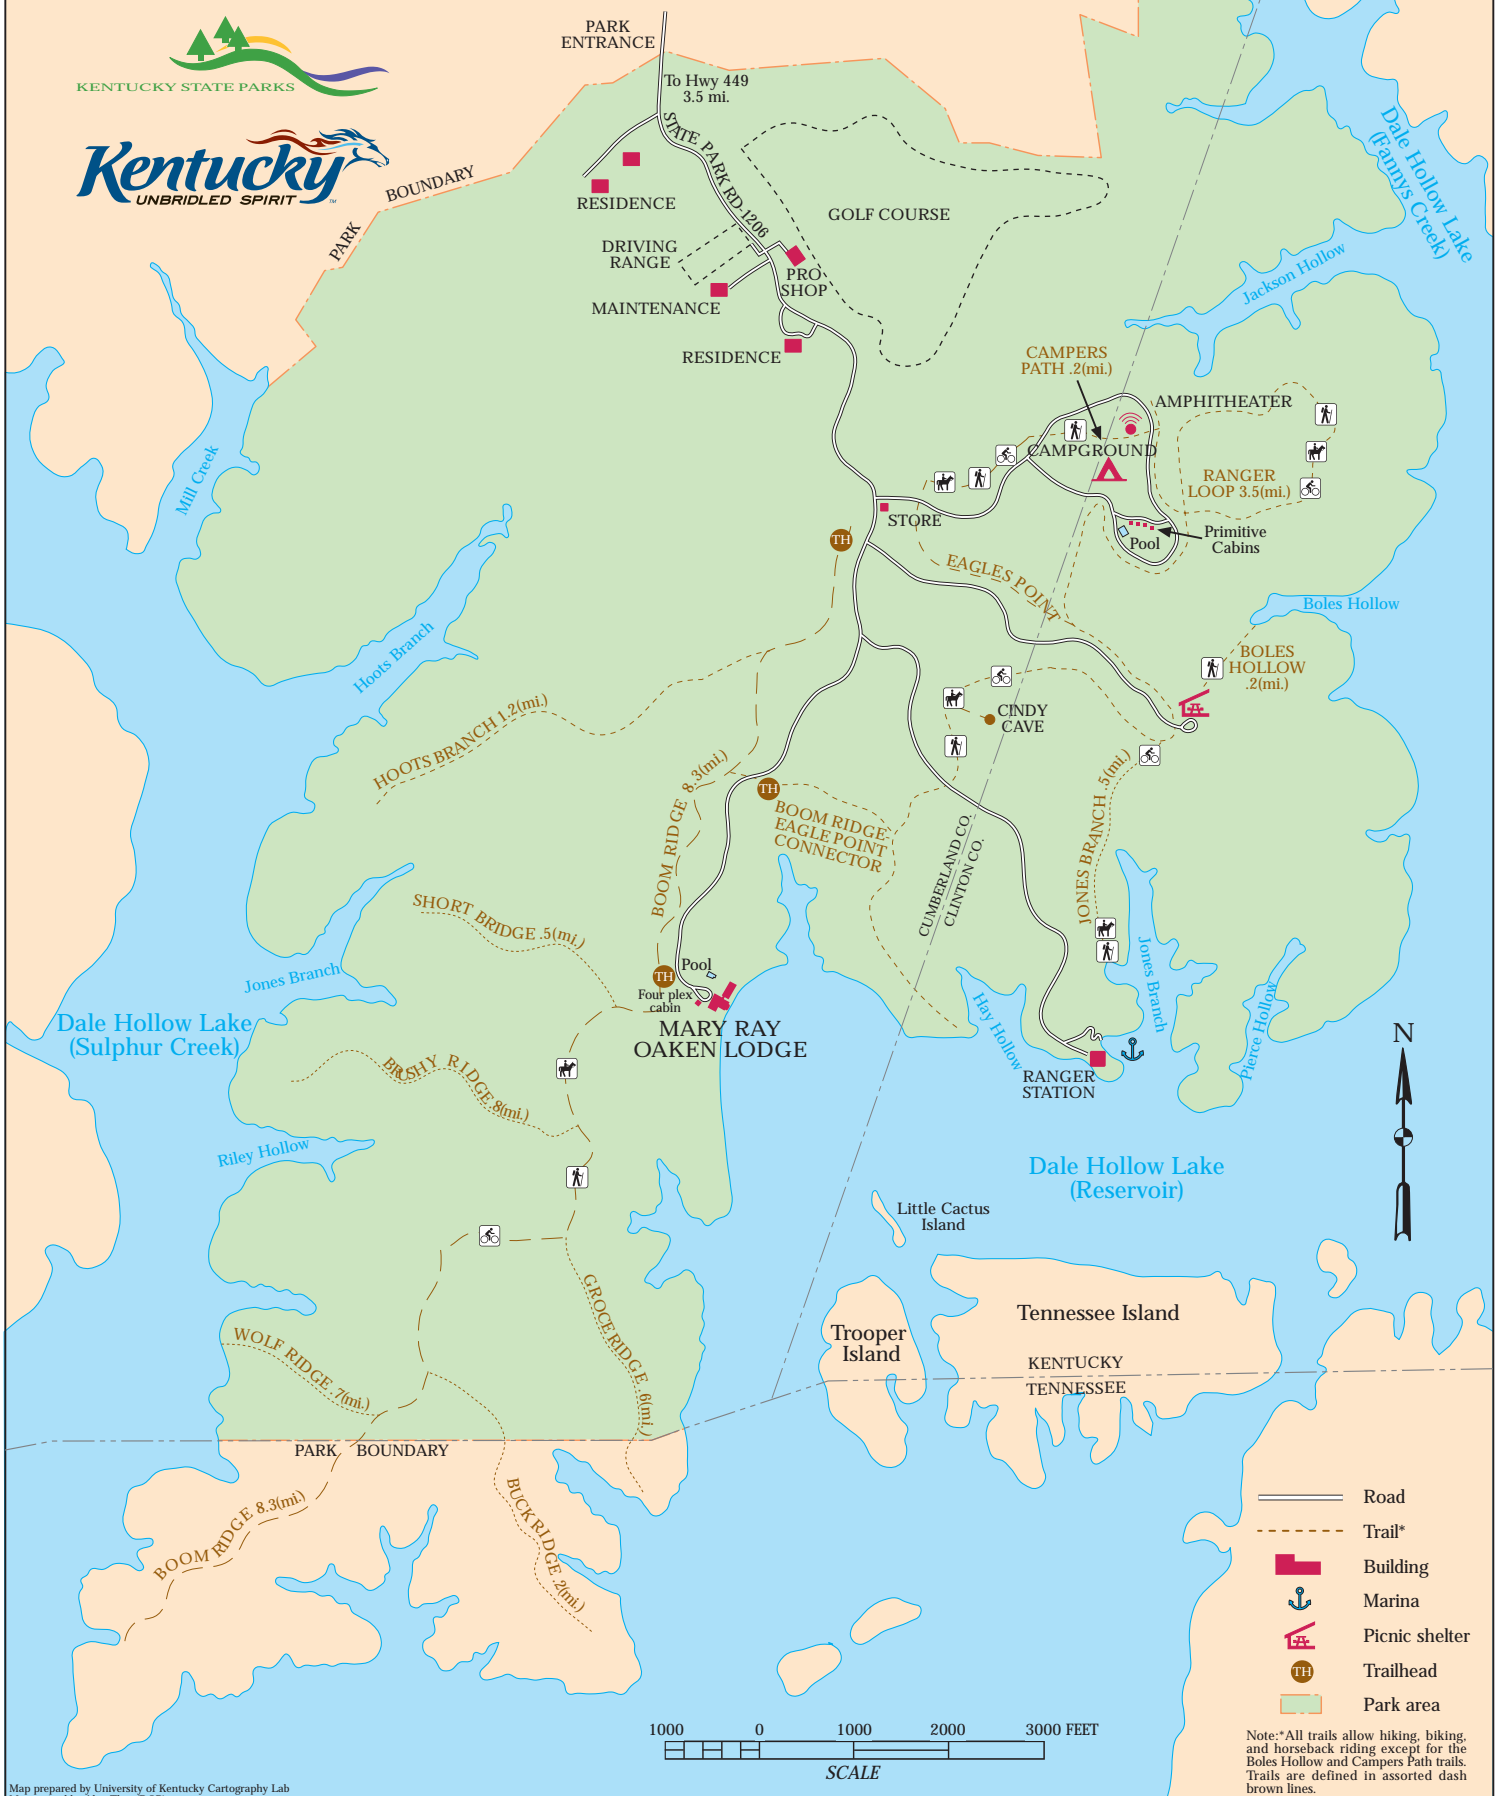 PARK
ENTRANCE
To Hwy 449
3.5 mi.
KENTUCKY STATE PARKS
Kentucky
UNBRIDLED SPIRIT
TM
PARK BOUNDARY
STATE PARK RD-1206
RESIDENCE
DRIVING
RANGE
GOLF COURSE
PRO
SHOP
MAINTENANCE
RESIDENCE
Dale Hollow Lake
(Fannys Creek)
Jackson Hollow
CAMPERS
PATH .2(mi.)
AMPHITHEATER
CAMPGROUND
RANGER
LOOP 3.5(mi.)
Mill Creek
STORE
Primitive
Cabins
Pool
TH
EAGLES POINT
Boles Hollow
Hoots Branch
BOLES
HOLLOW
.2(mi.)
HOOTS BRANCH 1.2(mi.)
CINDY
CAVE
BOOM RIDGE 8.3(mi.)
TH
BOOM RIDGE-
EAGLE POINT
CONNECTOR
JONES BRANCH .5(mi.)
CUMBERLAND CO.
CLINTON CO.
SHORT BRIDGE .5(mi.)
Jones Branch
TH
Pool
Four plex
cabin
MARY RAY
OAKEN LODGE
Jones Branch
Hay Hollow
Pierce Hollow
Dale Hollow Lake
(Sulphur Creek)
BRUSHY RIDGE .8(mi.)
RANGER
STATION
N
Riley Hollow
Dale Hollow Lake
(Reservoir)
Little Cactus
Island
GROCE RIDGE .6(mi.)
Trooper
Island
Tennessee Island
WOLF RIDGE .7(mi.)
KENTUCKY
TENNESSEE
PARK BOUNDARY
BOOM RIDGE 8.3(mi.)
BUCK RIDGE .2(mi.)
Road
Trail*
Building
Marina
Picnic shelter
TH
Trailhead
Park area
1000 0 1000 2000 3000 FEET
SCALE
Note:*All trails allow hiking, biking,
and horseback riding except for the
Boles Hollow and Campers Path trails.
Trails are defined in assorted dash
brown lines.
Map prepared by University of Kentucky Cartography Lab